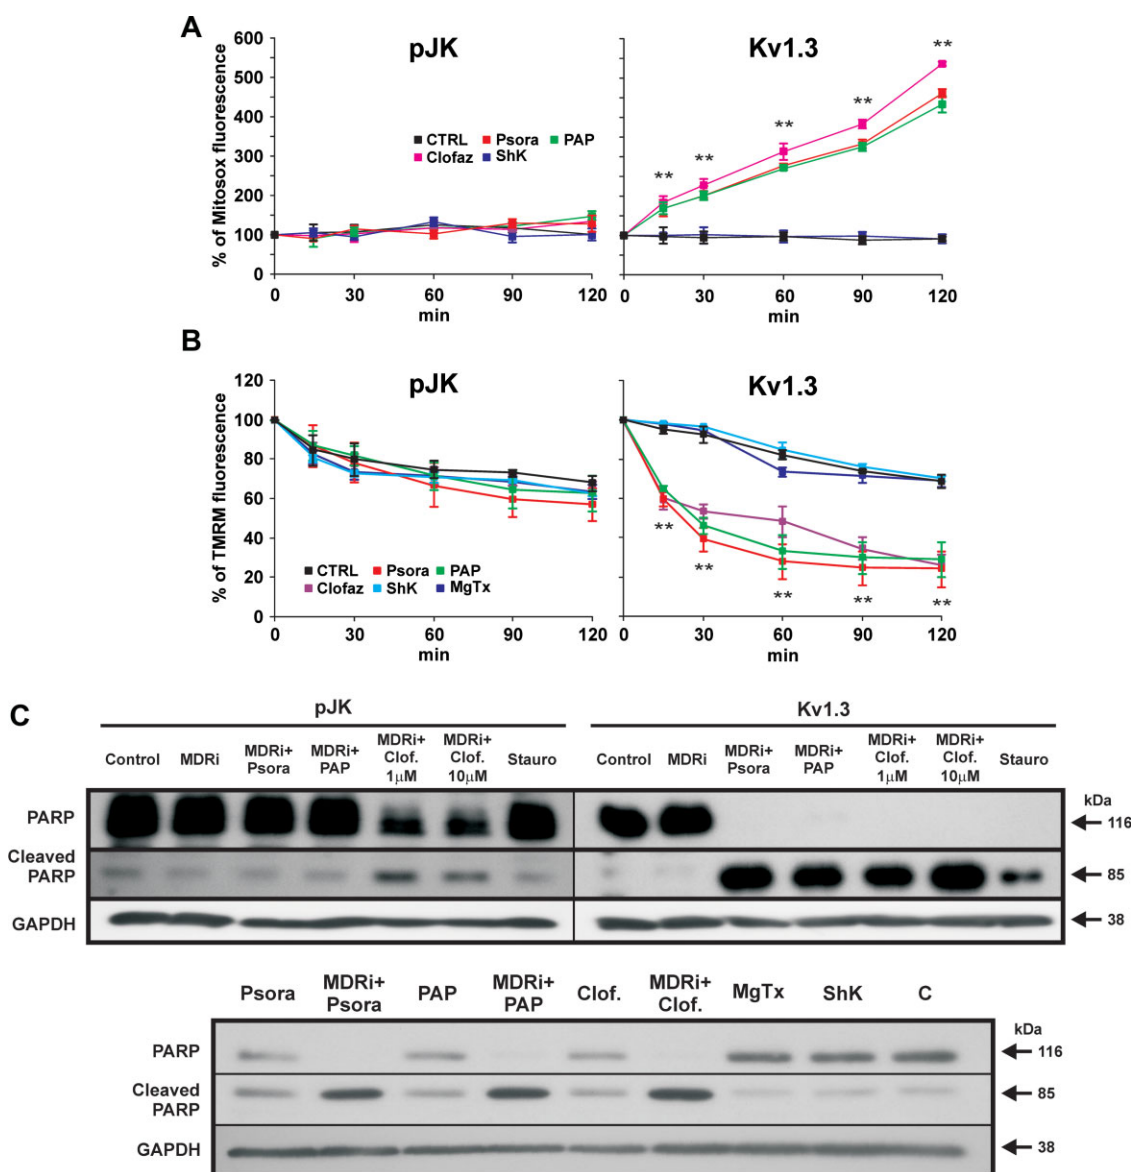 A
pJK
Kv1.3
% of Mitosox fluorescence
600
500
400
300
200
100
0
CTRL Psora PAP
Clofaz ShK
** ** ** ** **
0 30 60 90 120
min
0 30 60 90 120
min
B
pJK
Kv1.3
% of TMRM fluorescence
120
100
80
60
40
20
0
CTRL Psora PAP
Clofaz ShK MgTx
** ** ** ** **
0 30 60 90 120
min
0 30 60 90 120
min
C
pJK
Kv1.3
Control MDRi MDRi+ Psora MDRi+ PAP MDRi+ Clof. 1μM MDRi+ Clof. 10μM Stauro
Control MDRi MDRi+ Psora MDRi+ PAP MDRi+ Clof. 1μM MDRi+ Clof. 10μM Stauro
kDa
PARP
116
Cleaved
PARP
85
GAPDH
38
Psora MDRi+ Psora PAP MDRi+ PAP Clof. MDRi+ Clof. MgTx ShK C
kDa
PARP
116
Cleaved
PARP
85
GAPDH
38